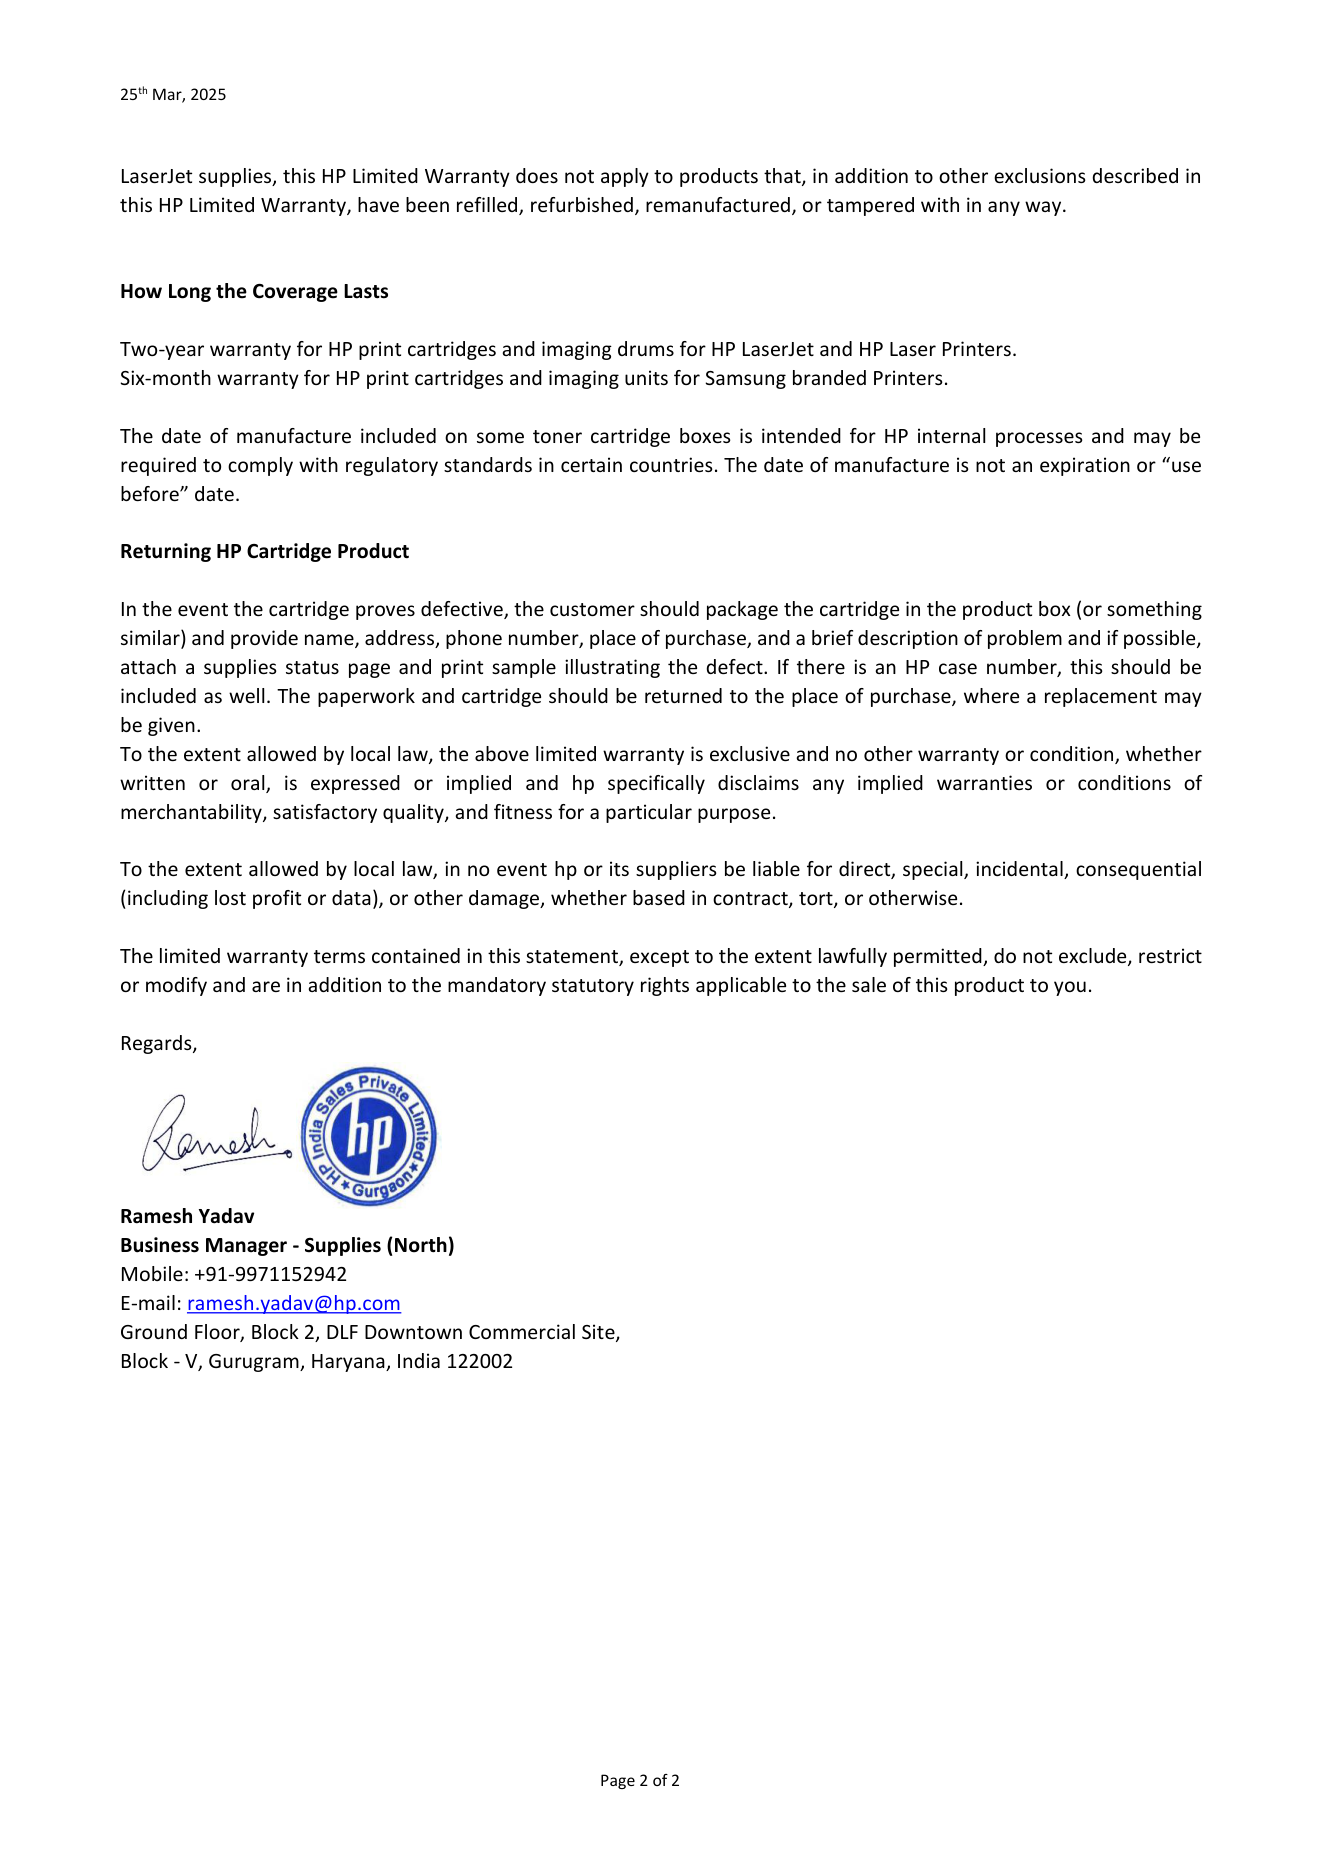 25th Mar, 2025
LaserJet supplies, this HP Limited Warranty does not apply to products that, in addition to other exclusions described in
this HP Limited Warranty, have been refilled, refurbished, remanufactured, or tampered with in any way.
How Long the Coverage Lasts
Two-year warranty for HP print cartridges and imaging drums for HP LaserJet and HP Laser Printers.
Six-month warranty for HP print cartridges and imaging units for Samsung branded Printers.
The date of manufacture included on some toner cartridge boxes is intended for HP internal processes and may be
required to comply with regulatory standards in certain countries. The date of manufacture is not an expiration or “use
before” date.
Returning HP Cartridge Product
In the event the cartridge proves defective, the customer should package the cartridge in the product box (or something
similar) and provide name, address, phone number, place of purchase, and a brief description of problem and if possible,
attach a supplies status page and print sample illustrating the defect. If there is an HP case number, this should be
included as well. The paperwork and cartridge should be returned to the place of purchase, where a replacement may
be given.
To the extent allowed by local law, the above limited warranty is exclusive and no other warranty or condition, whether
written or oral, is expressed or implied and hp specifically disclaims any implied warranties or conditions of
merchantability, satisfactory quality, and fitness for a particular purpose.
To the extent allowed by local law, in no event hp or its suppliers be liable for direct, special, incidental, consequential
(including lost profit or data), or other damage, whether based in contract, tort, or otherwise.
The limited warranty terms contained in this statement, except to the extent lawfully permitted, do not exclude, restrict
or modify and are in addition to the mandatory statutory rights applicable to the sale of this product to you.
Regards,
Ramesh
HP India Sales Private Limited
★ Gurgaon ★
hp
Ramesh Yadav
Business Manager - Supplies (North)
Mobile: +91-9971152942
E-mail: ramesh.yadav@hp.com
Ground Floor, Block 2, DLF Downtown Commercial Site,
Block - V, Gurugram, Haryana, India 122002
Page 2 of 2